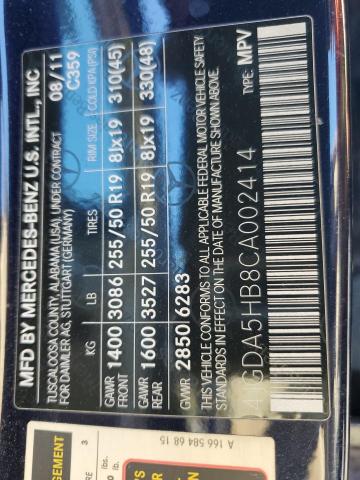 MFD BY MERCEDES-BENZ U.S. INTL., INC
TUSCALOOSA COUNTY, ALABAMA (USA), UNDER CONTRACT 08/11
FOR DAIMLER AG, STUTTGART (GERMANY) C359
KG LB TIRES RIM SIZE COLD KPA/(PSI)
GAWR FRONT 1400 3086 255/50 R19 8Jx19 310(45)
GAWR REAR 1600 3527 255/50 R19 8Jx19 330(48)
GVWR 2850 6283
THIS VEHICLE CONFORMS TO ALL APPLICABLE FEDERAL MOTOR VEHICLE SAFETY
STANDARDS IN EFFECT ON THE DATE OF MANUFACTURE SHOWN ABOVE.
4JGDA5HB8CA002414 TYPE: MPV
A 166 584 68 15
GEMENT
3
lbs.
lb.